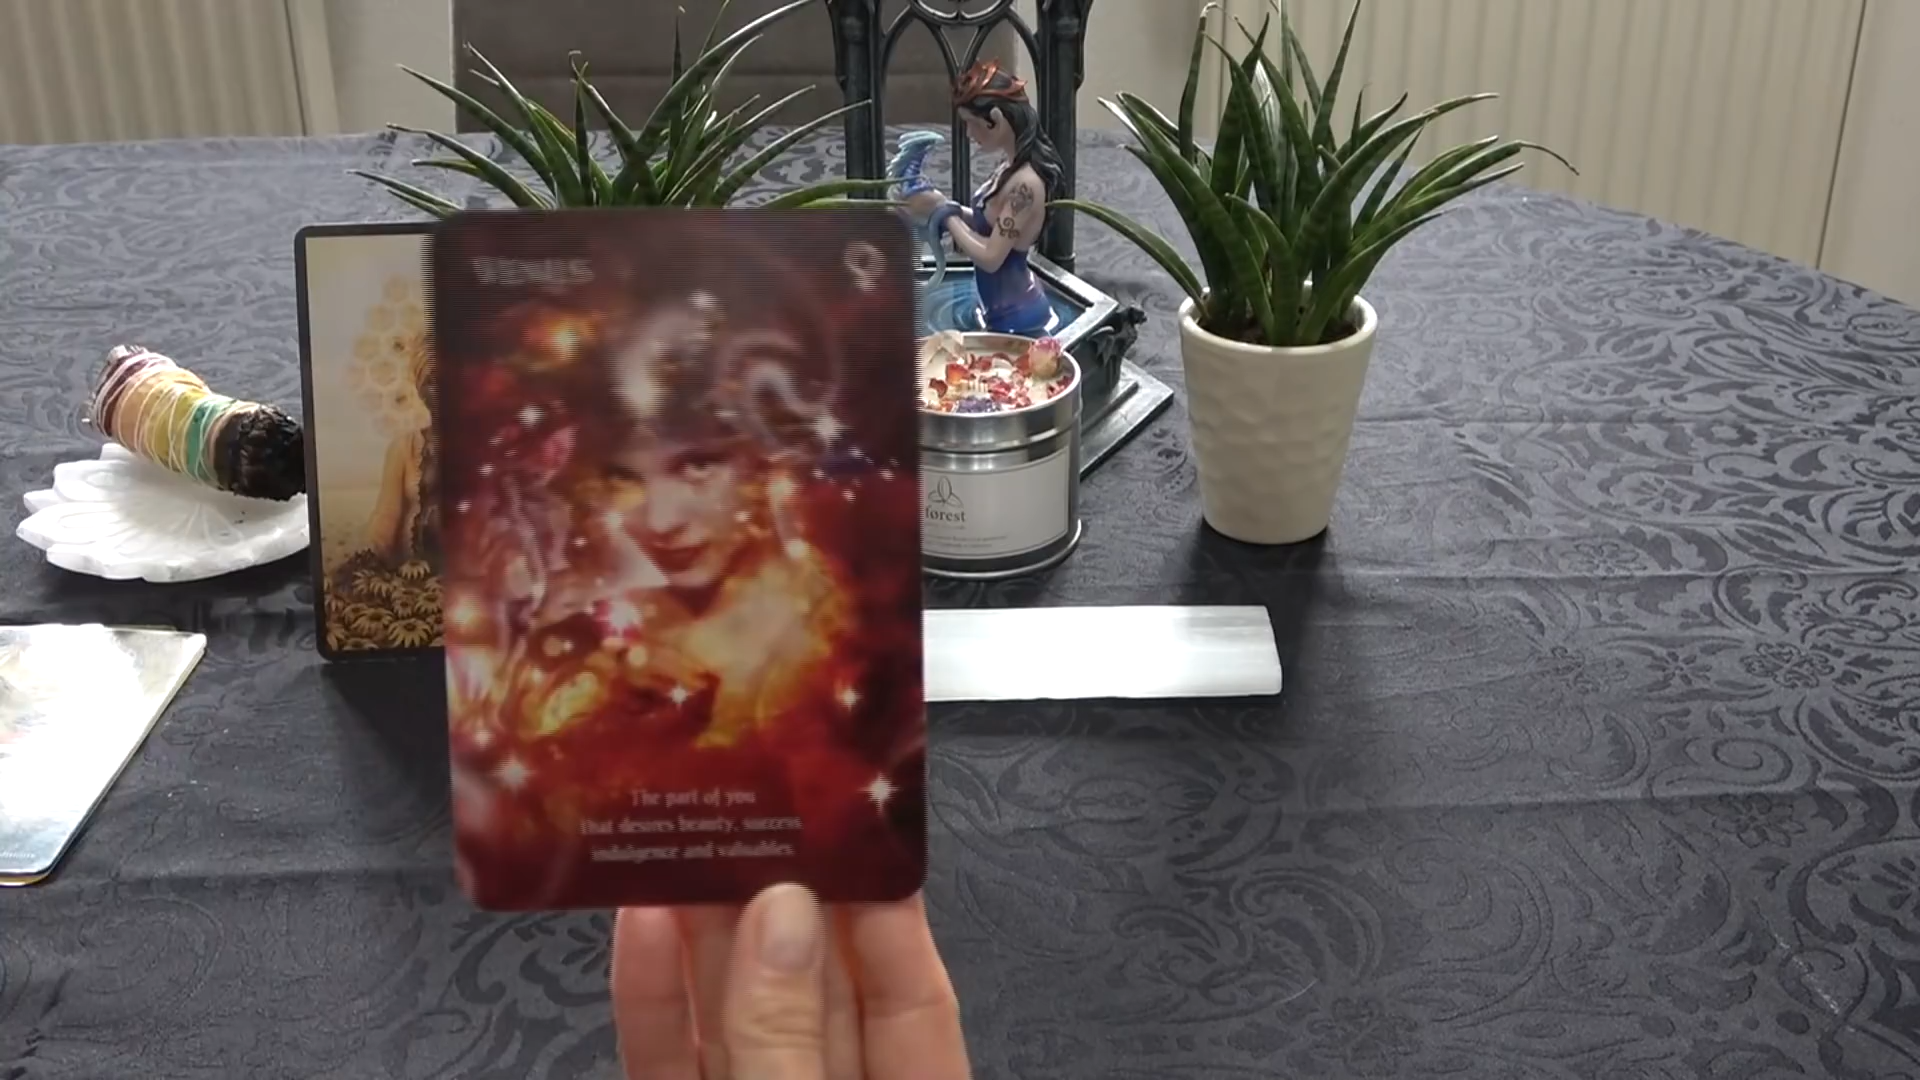 VENUS
The part of you
That desires beauty, success,
indulgence and valuables.
forest